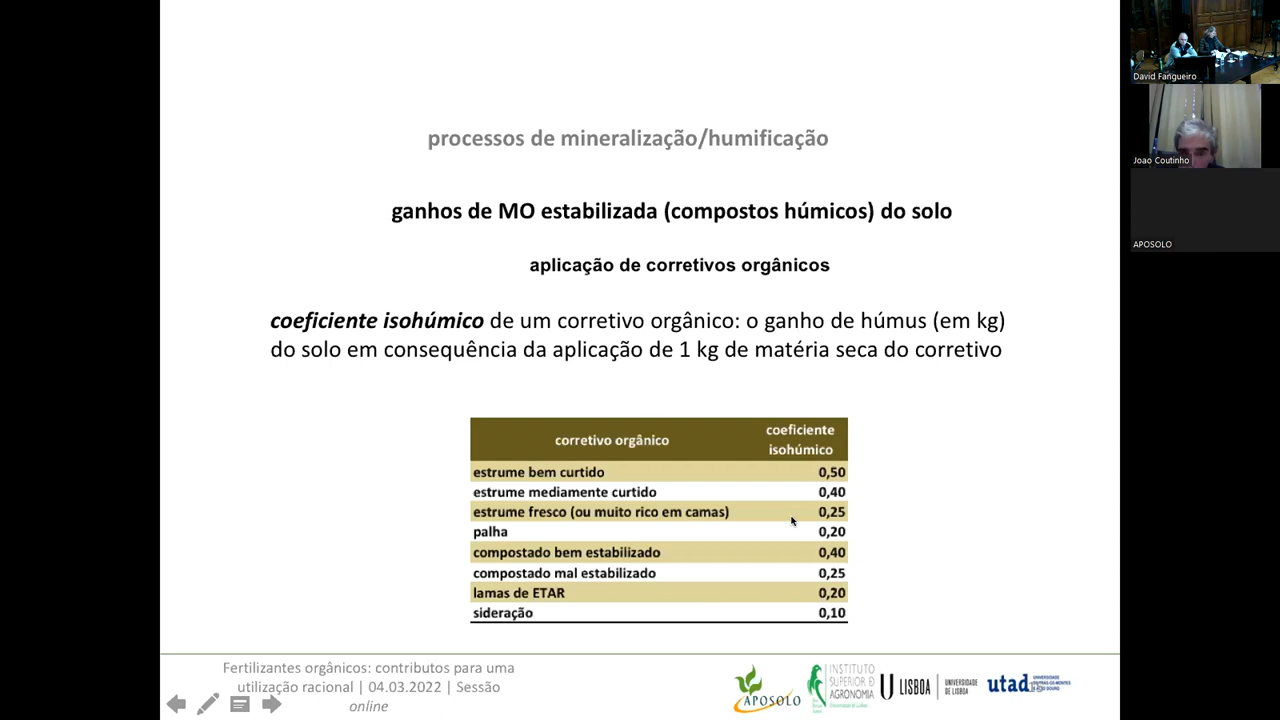 processos de mineralização/humificação
ganhos de MO estabilizada (compostos húmicos) do solo
aplicação de corretivos orgânicos
coeficiente isohúmico de um corretivo orgânico: o ganho de húmus (em kg)
do solo em consequência da aplicação de 1 kg de matéria seca do corretivo
corretivo orgânico coeficiente
isohúmico
estrume bem curtido 0,50
estrume mediamente curtido 0,40
estrume fresco (ou muito rico em camas) 0,25
palha 0,20
compostado bem estabilizado 0,40
compostado mal estabilizado 0,25
lamas de ETAR 0,20
sideração 0,10
Fertilizantes orgânicos: contributos para uma
utilização racional | 04.03.2022 | Sessão
online
APOSOLO
INSTITUTO
SUPERIOR D
AGRONOMIA
U LISBOA
UNIVERSIDADE
DE LISBOA
utad
David Fangueiro
Joao Coutinho
APOSOLO